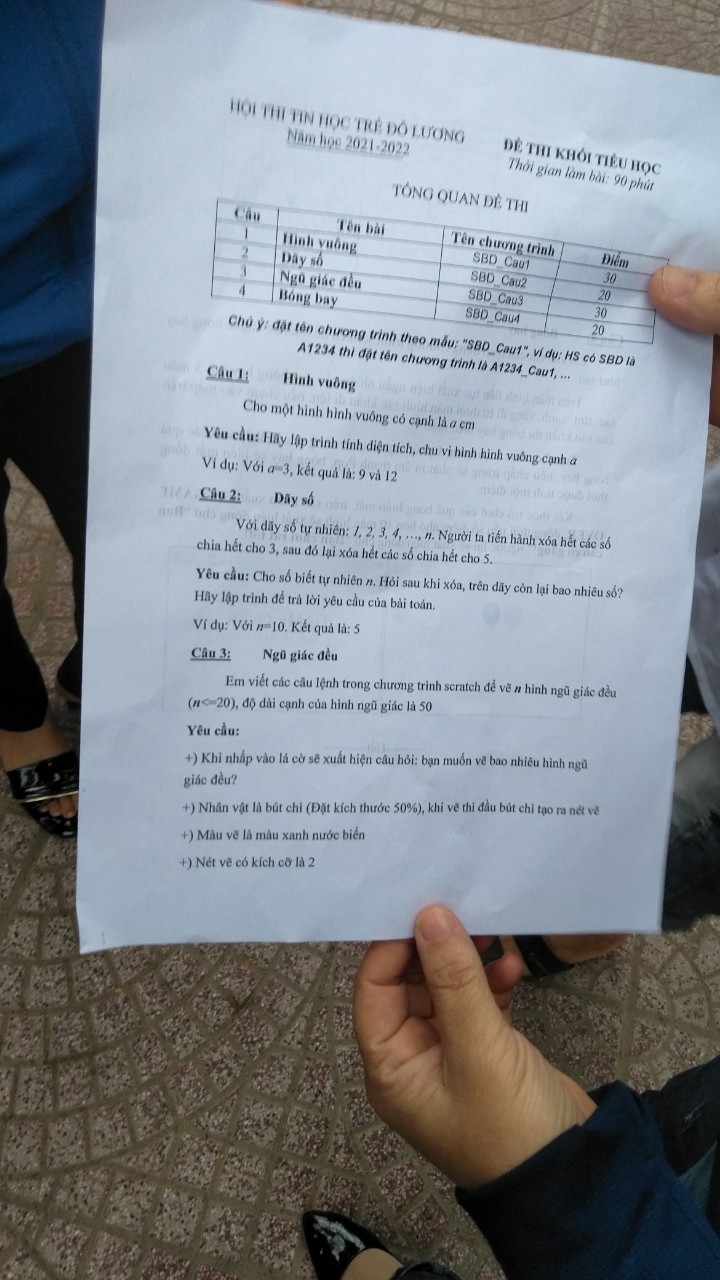 HỘI THI TIN HỌC TRẺ ĐÔ LƯƠNG
Năm học 2021-2022
ĐỀ THI KHỐI TIỂU HỌC
Thời gian làm bài: 90 phút
TỔNG QUAN ĐỀ THI
Câu Tên bài Tên chương trình Điểm
1 Hình vuông SBD_Cau1 30
2 Dãy số SBD_Cau2 20
3 Ngũ giác đều SBD_Cau3 30
4 Bóng bay SBD_Cau4 20
Chú ý: đặt tên chương trình theo mẫu: "SBD_Cau1", ví dụ: HS có SBD là
A1234 thì đặt tên chương trình là A1234_Cau1, ...
Câu 1: Hình vuông
Cho một hình hình vuông có cạnh là a cm
Yêu cầu: Hãy lập trình tính diện tích, chu vi hình hình vuông cạnh a
Ví dụ: Với a=3, kết quả là: 9 và 12
Câu 2: Dãy số
Với dãy số tự nhiên: 1, 2, 3, 4, …, n. Người ta tiến hành xóa hết các số
chia hết cho 3, sau đó lại xóa hết các số chia hết cho 5.
Yêu cầu: Cho số biết tự nhiên n. Hỏi sau khi xóa, trên dãy còn lại bao nhiêu số?
Hãy lập trình để trả lời yêu cầu của bài toán.
Ví dụ: Với n=10. Kết quả là: 5
Câu 3: Ngũ giác đều
Em viết các câu lệnh trong chương trình scratch để vẽ n hình ngũ giác đều
(n<=20), độ dài cạnh của hình ngũ giác là 50
Yêu cầu:
+) Khi nhấp vào lá cờ sẽ xuất hiện câu hỏi: bạn muốn vẽ bao nhiêu hình ngũ
giác đều?
+) Nhân vật là bút chì (Đặt kích thước 50%), khi vẽ thì đầu bút chì tạo ra nét vẽ
+) Màu vẽ là màu xanh nước biển
+) Nét vẽ có kích cỡ là 2